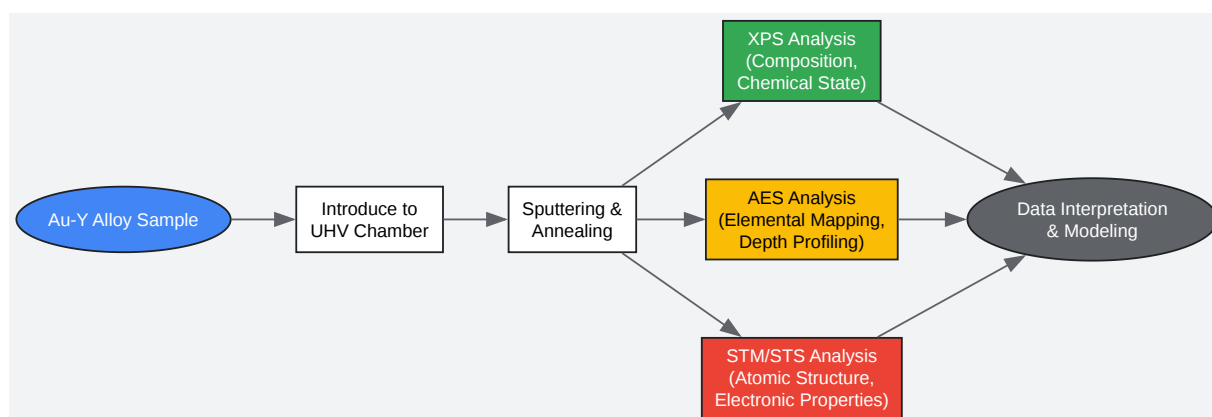 Au-Y Alloy Sample
Introduce to
UHV Chamber
Sputtering &
Annealing
XPS Analysis
(Composition,
Chemical State)
AES Analysis
(Elemental Mapping,
Depth Profiling)
STM/STS Analysis
(Atomic Structure,
Electronic Properties)
Data Interpretation
& Modeling